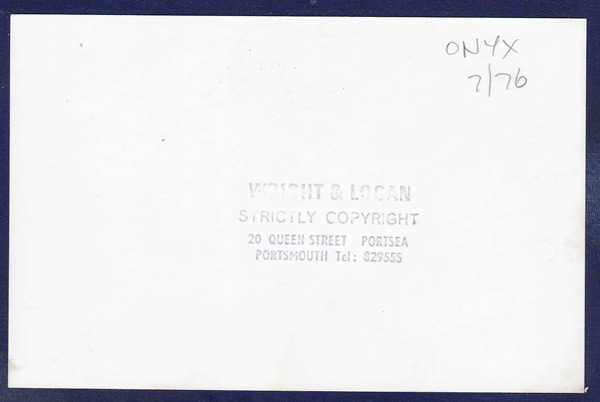 ONYX
7/76
WRIGHT & LOGAN
STRICTLY COPYRIGHT
20 QUEEN STREET PORTSEA
PORTSMOUTH Tel: 829555